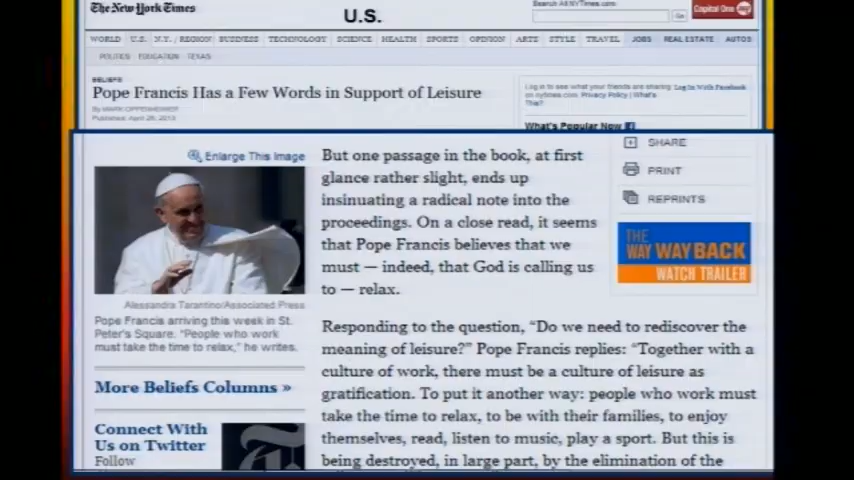 The New York Times
U.S.
Search All NYTimes.com
Go
Capital One 360
WORLD U.S. N.Y. / REGION BUSINESS TECHNOLOGY SCIENCE HEALTH SPORTS OPINION ARTS STYLE TRAVEL JOBS REAL ESTATE AUTOS
POLITICS EDUCATION TEXAS
BELIEFS
Pope Francis Has a Few Words in Support of Leisure
By MARK OPPENHEIMER
Published: April 26, 2013
Log in to see what your friends are sharing Log In With Facebook
on nytimes.com. Privacy Policy | What's
This?
What's Popular Now
Enlarge This Image
Alessandra Tarantino/Associated Press
Pope Francis arriving this week in St.
Peter's Square. "People who work
must take the time to relax," he writes.
More Beliefs Columns »
Connect With
Us on Twitter
Follow
But one passage in the book, at first
glance rather slight, ends up
insinuating a radical note into the
proceedings. On a close read, it seems
that Pope Francis believes that we
must — indeed, that God is calling us
to — relax.
Responding to the question, "Do we need to rediscover the
meaning of leisure?" Pope Francis replies: "Together with a
culture of work, there must be a culture of leisure as
gratification. To put it another way: people who work must
take the time to relax, to be with their families, to enjoy
themselves, read, listen to music, play a sport. But this is
being destroyed, in large part, by the elimination of the
SHARE
PRINT
REPRINTS
THE
WAY WAY BACK
WATCH TRAILER